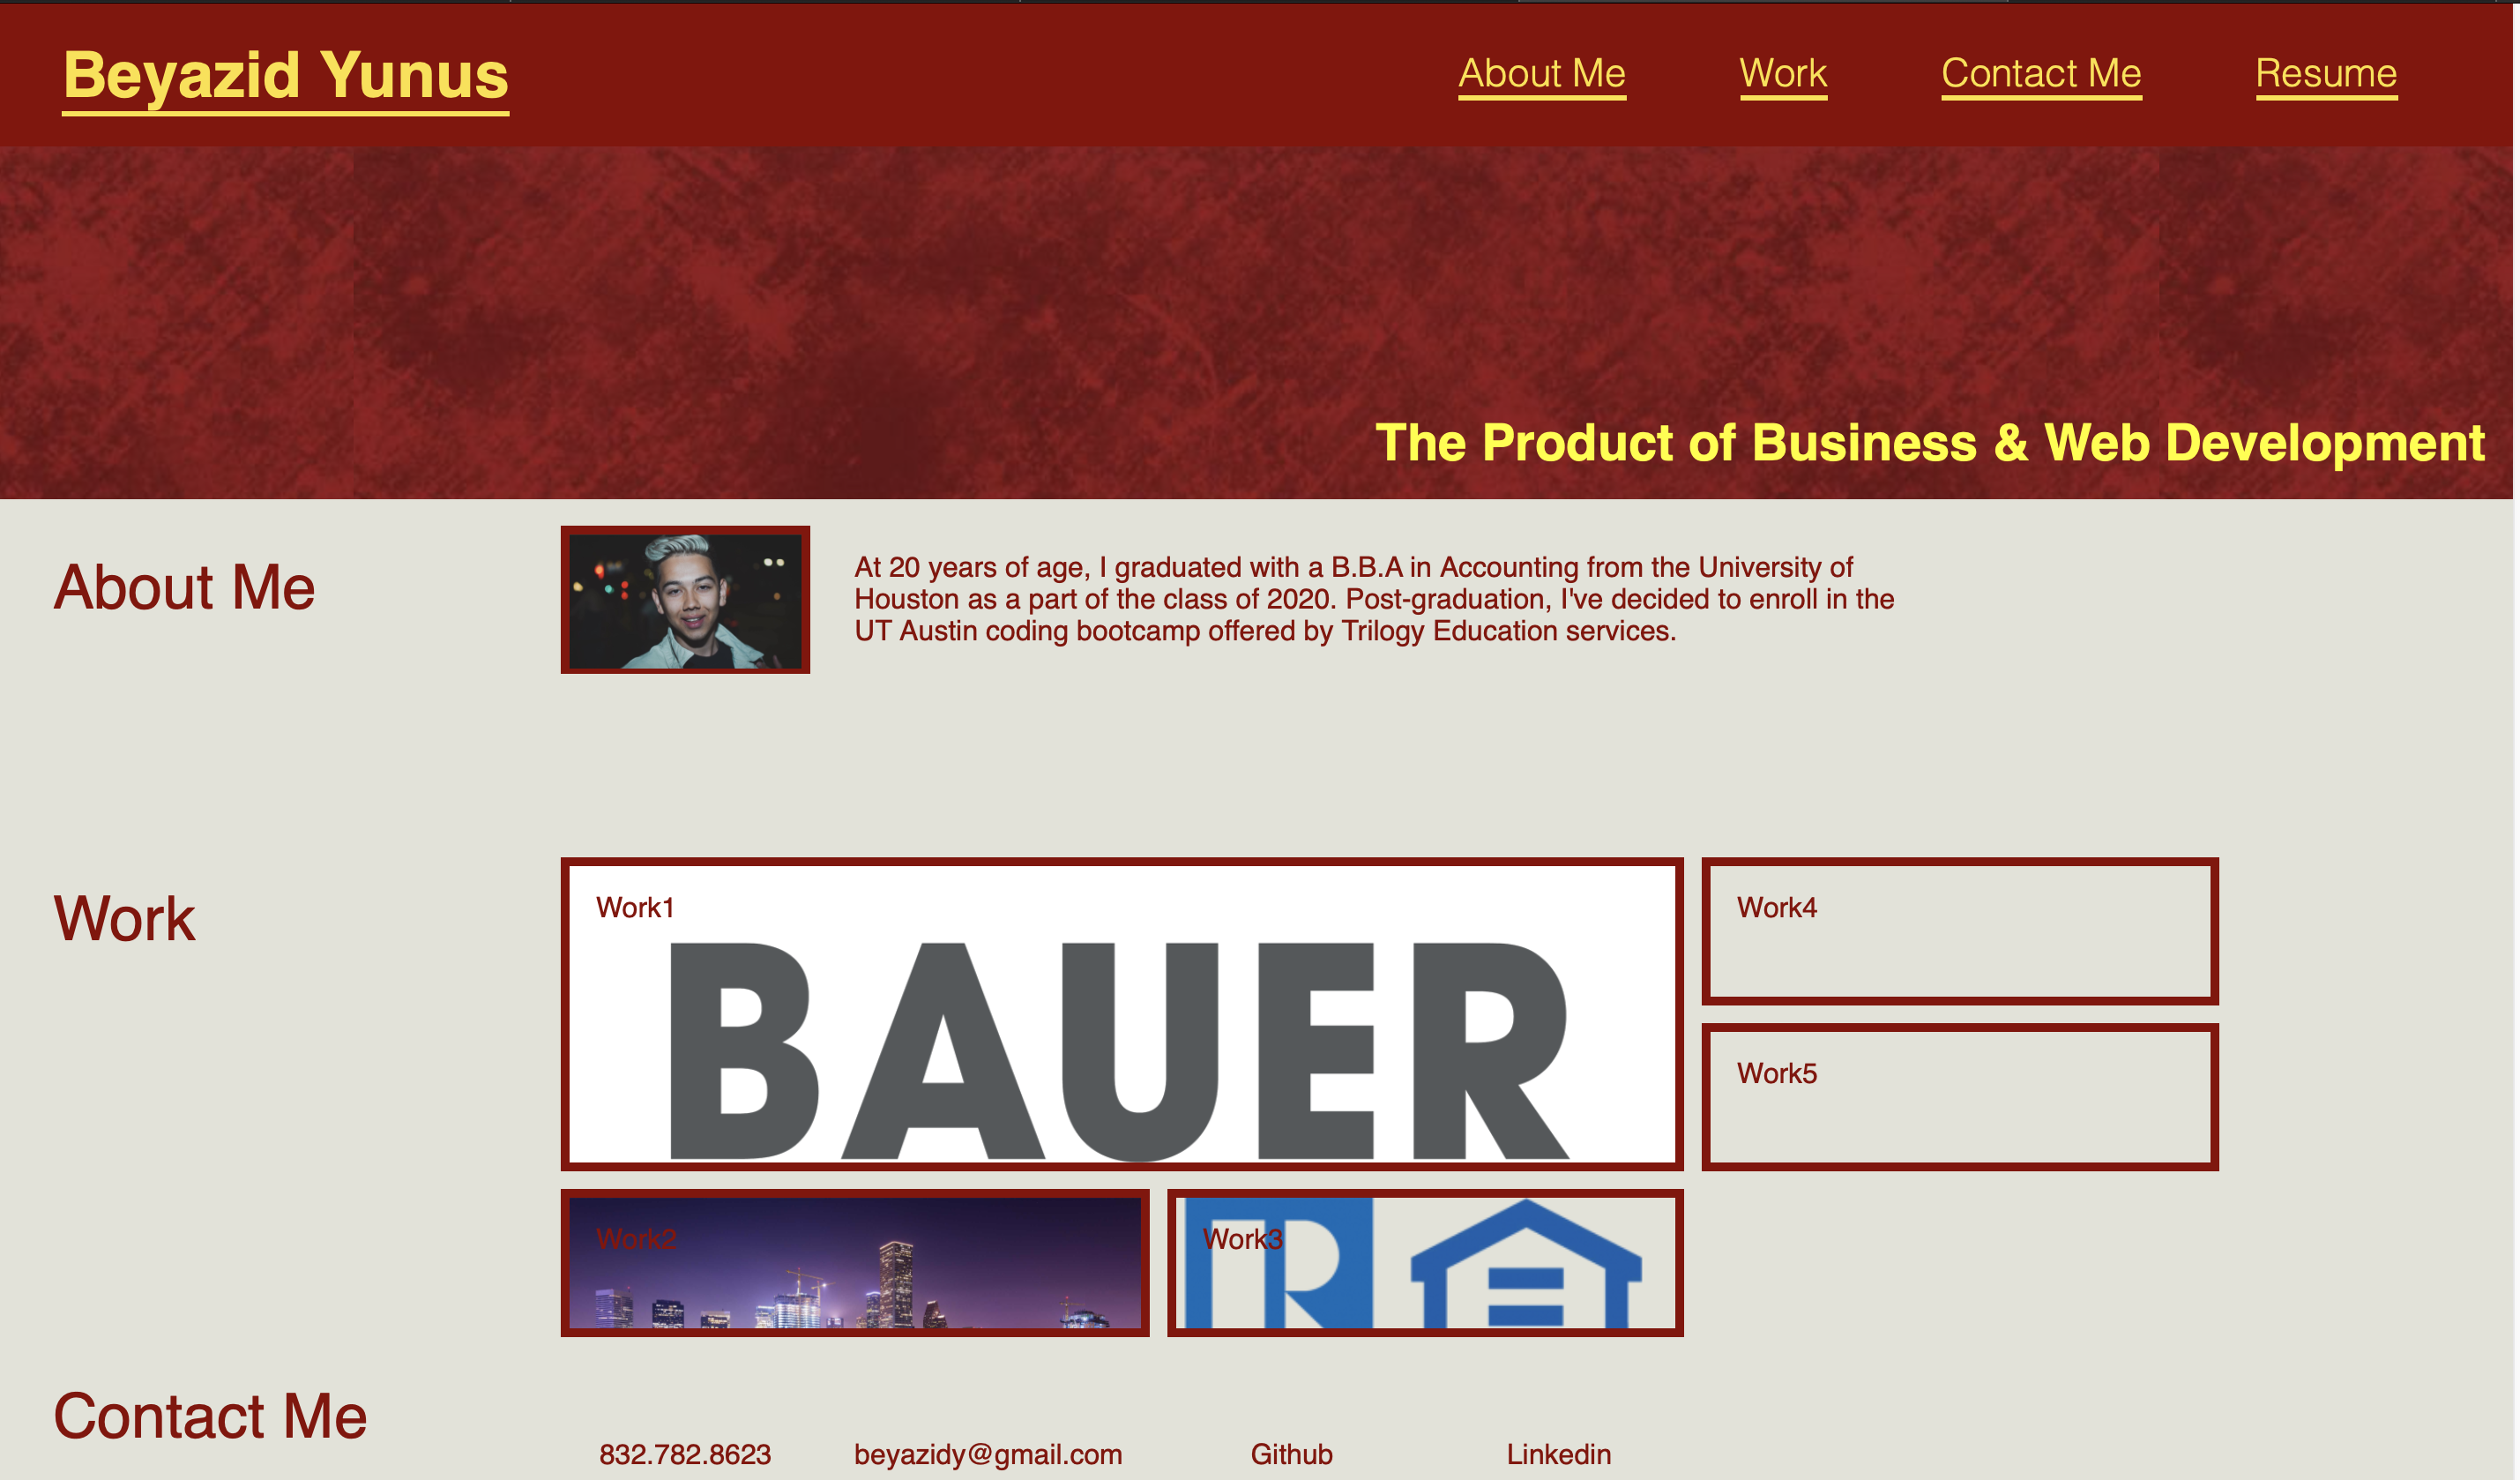 Beyazid Yunus
About Me Work Contact Me Resume
The Product of Business & Web Development
About Me
At 20 years of age, I graduated with a B.B.A in Accounting from the University of
Houston as a part of the class of 2020. Post-graduation, I've decided to enroll in the
UT Austin coding bootcamp offered by Trilogy Education services.
Work
Work1
BAUER
Work4
Work5
Work2
Work3
R
Contact Me
832.782.8623 beyazidy@gmail.com Github Linkedin